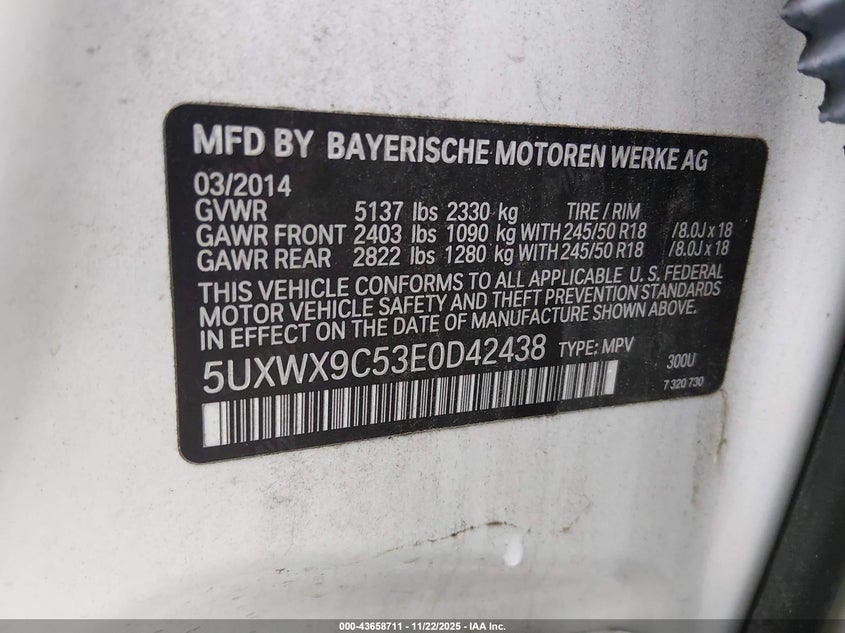 MFD BY BAYERISCHE MOTOREN WERKE AG
03/2014
GVWR 5137 lbs 2330 kg TIRE / RIM
GAWR FRONT 2403 lbs 1090 kg WITH 245/50 R18 /8.0J x 18
GAWR REAR 2822 lbs 1280 kg WITH 245/50 R18 /8.0J x 18
THIS VEHICLE CONFORMS TO ALL APPLICABLE U. S. FEDERAL
MOTOR VEHICLE SAFETY AND THEFT PREVENTION STANDARDS
IN EFFECT ON THE DATE OF MANUFACTURE SHOWN ABOVE.
5UXWX9C53E0D42438 TYPE: MPV 300U
7 320 730
000-43658711 - 11/22/2025 - IAA Inc.